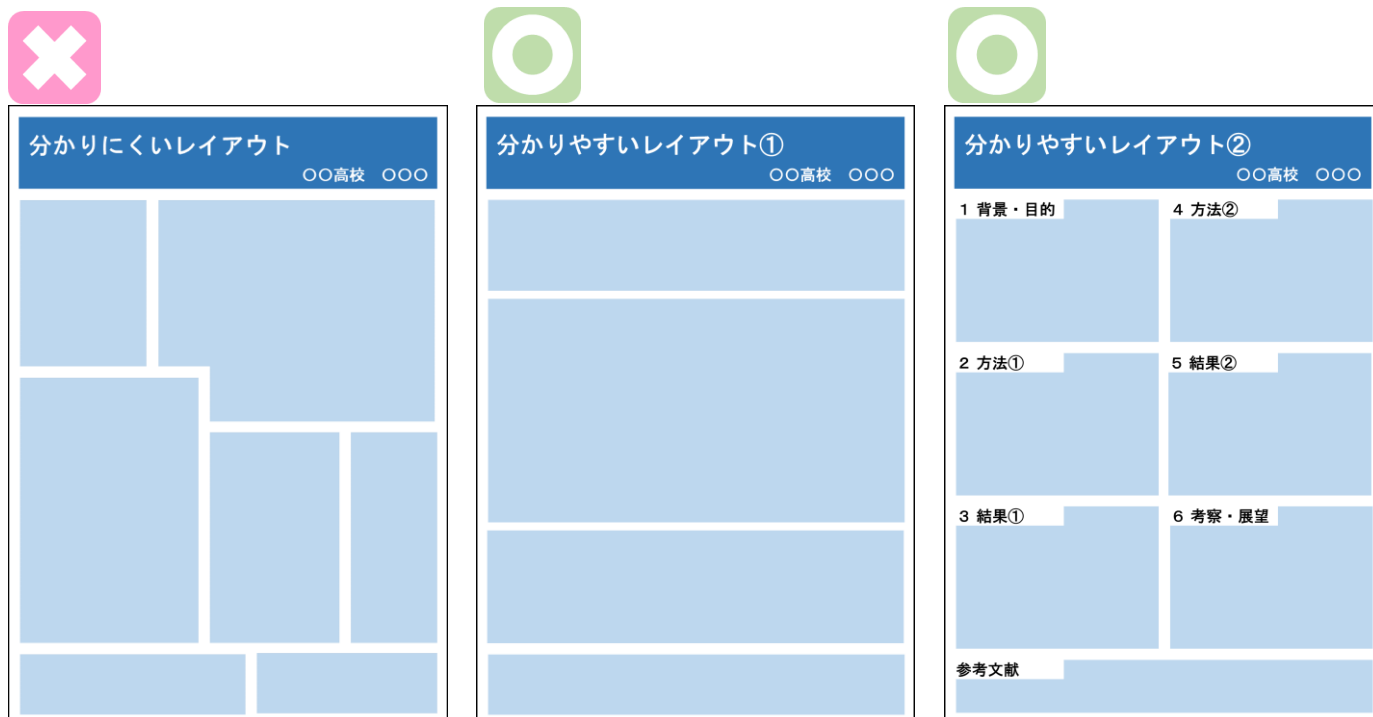 分かりにくいレイアウト
○○高校　○○○
分かりやすいレイアウト①
○○高校　○○○
分かりやすいレイアウト②
○○高校　○○○
1 背景・目的
2 方法①
3 結果①
4 方法②
5 結果②
6 考察・展望
参考文献